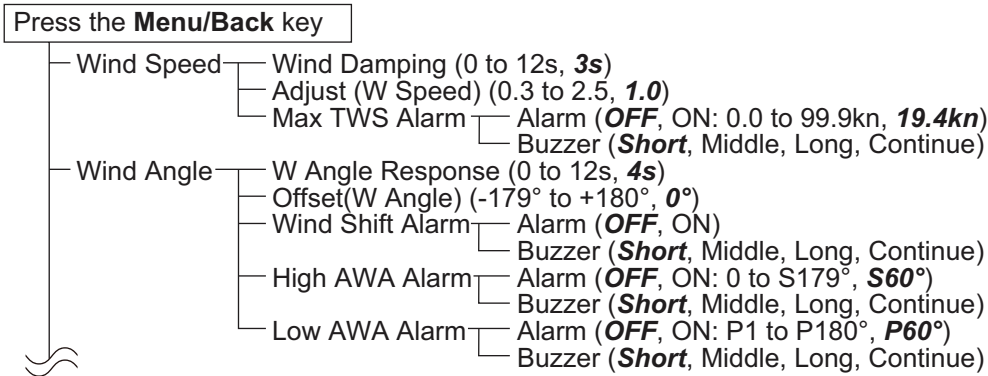 Press the Menu/Back key
Wind Speed Wind Damping (0 to 12s, 3s)
Adjust (W Speed) (0.3 to 2.5, 1.0)
Max TWS Alarm Alarm (OFF, ON: 0.0 to 99.9kn, 19.4kn)
Buzzer (Short, Middle, Long, Continue)
Wind Angle W Angle Response (0 to 12s, 4s)
Offset(W Angle) (-179° to +180°, 0°)
Wind Shift Alarm Alarm (OFF, ON)
Buzzer (Short, Middle, Long, Continue)
High AWA Alarm Alarm (OFF, ON: 0 to S179°, S60°)
Buzzer (Short, Middle, Long, Continue)
Low AWA Alarm Alarm (OFF, ON: P1 to P180°, P60°)
Buzzer (Short, Middle, Long, Continue)